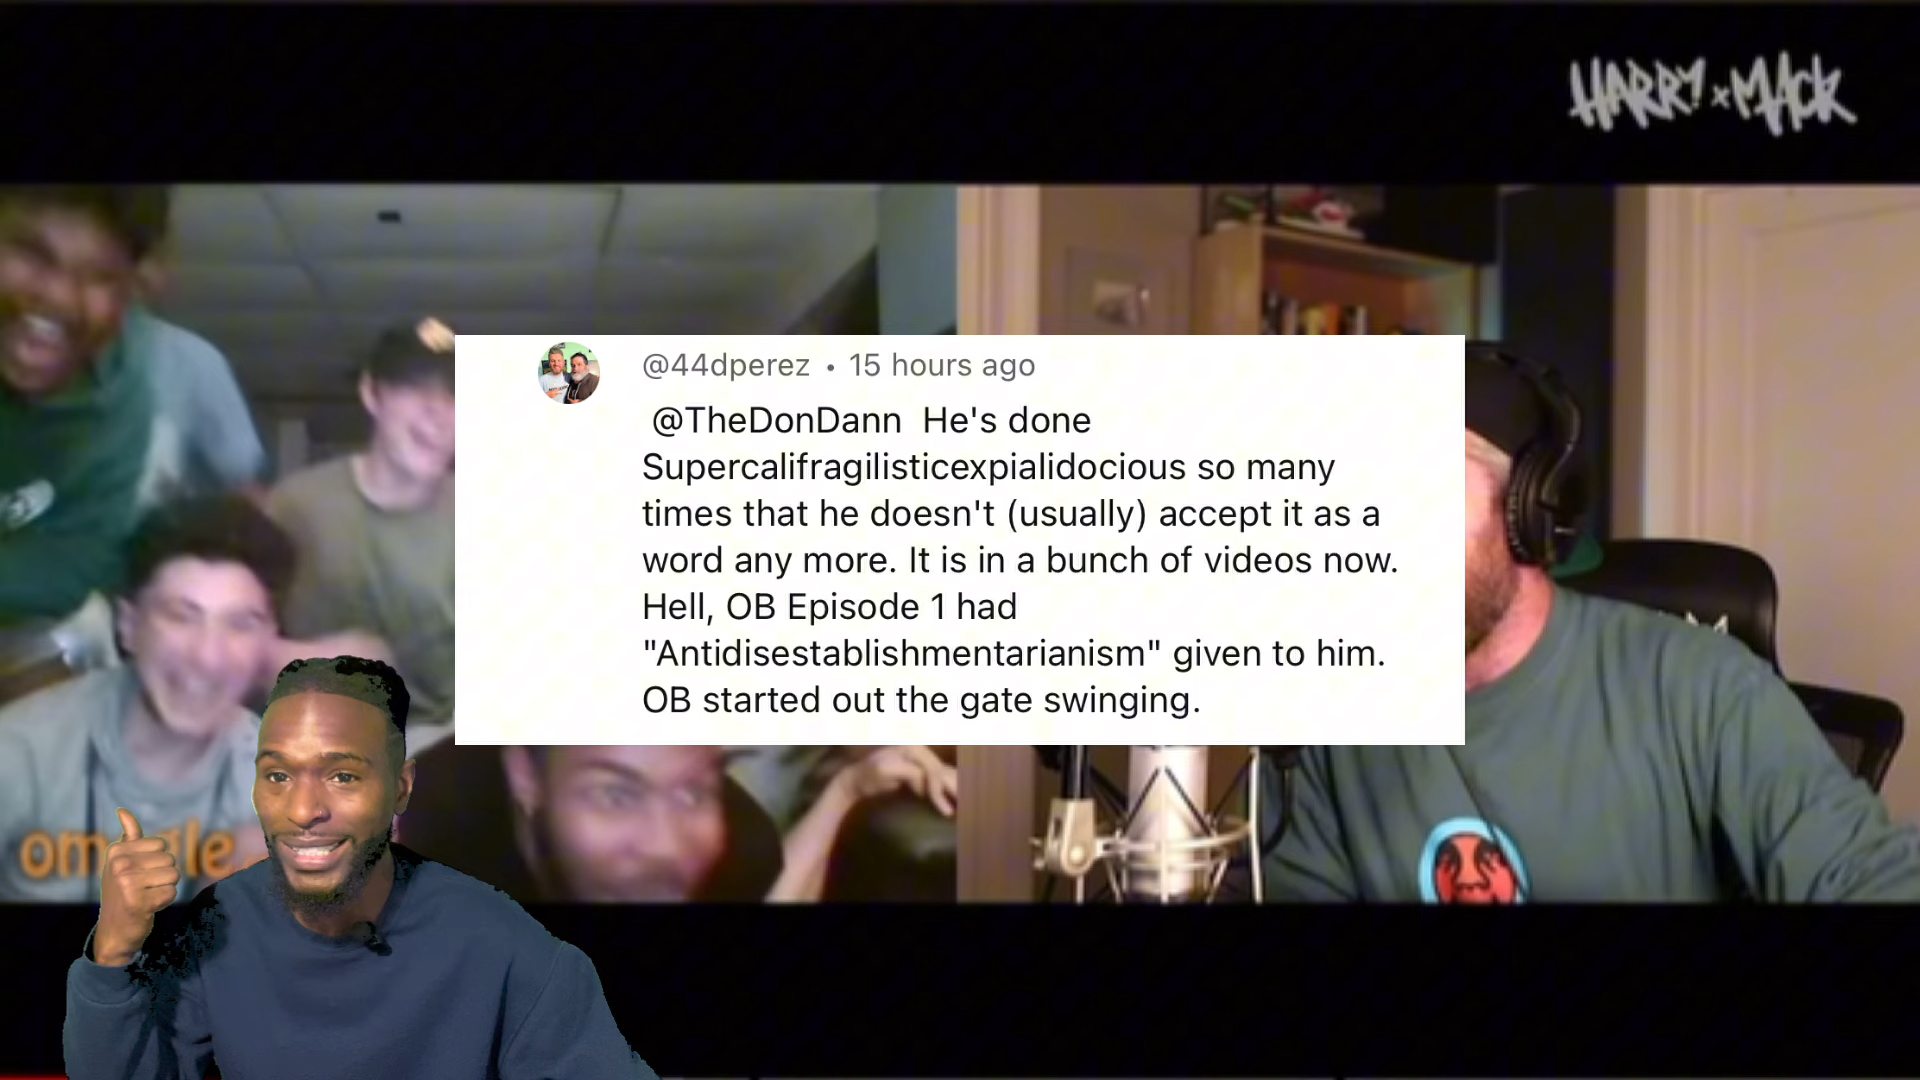 HARRY x MACK
@44dperez • 15 hours ago
@TheDonDann He's done
Supercalifragilisticexpialidocious so many
times that he doesn't (usually) accept it as a
word any more. It is in a bunch of videos now.
Hell, OB Episode 1 had
"Antidisestablishmentarianism" given to him.
OB started out the gate swinging.